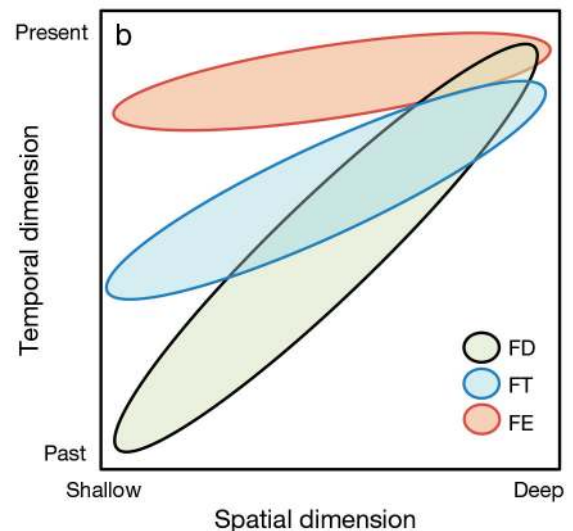 Present
b
Temporal dimension
FD
FT
FE
Past
Shallow
Deep
Spatial dimension